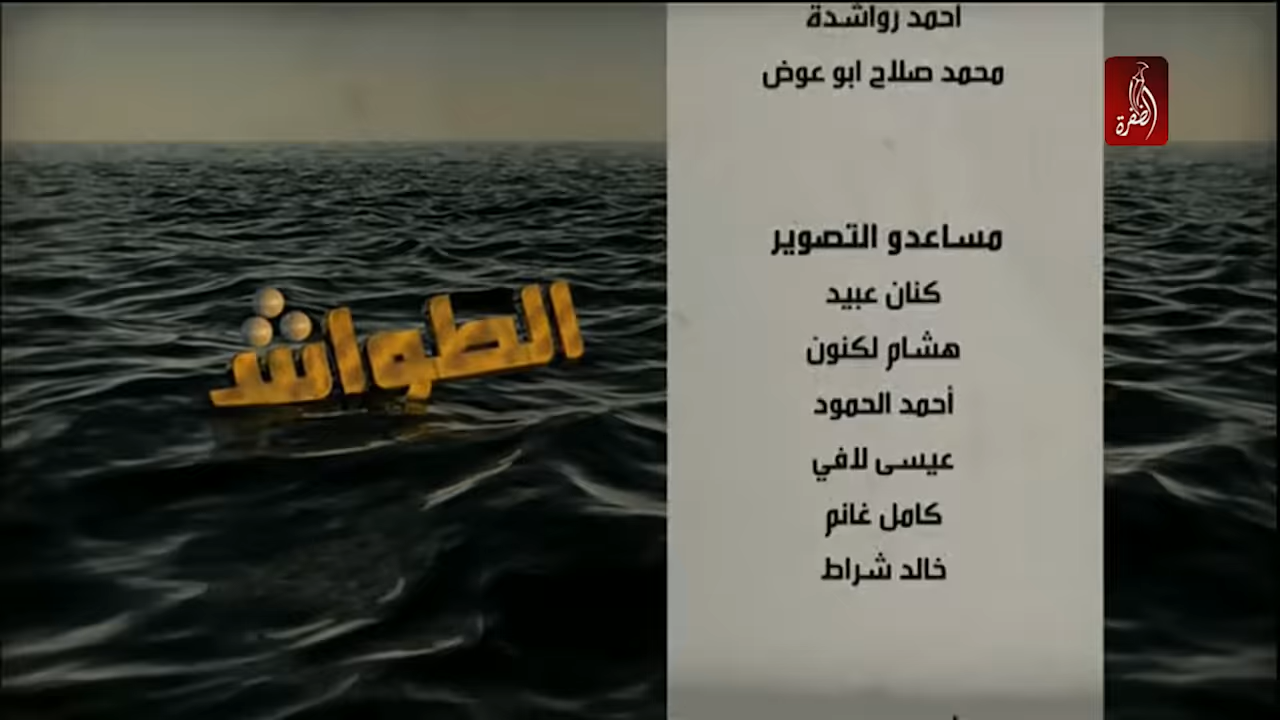 احمد رواشدة
محمد صلاح ابو عوض
الظفرة
مساعدو التصوير
كنان عبيد
هشام لكنون
أحمد الحمود
عيسى لافي
كامل غانم
خالد شراط
الطواش